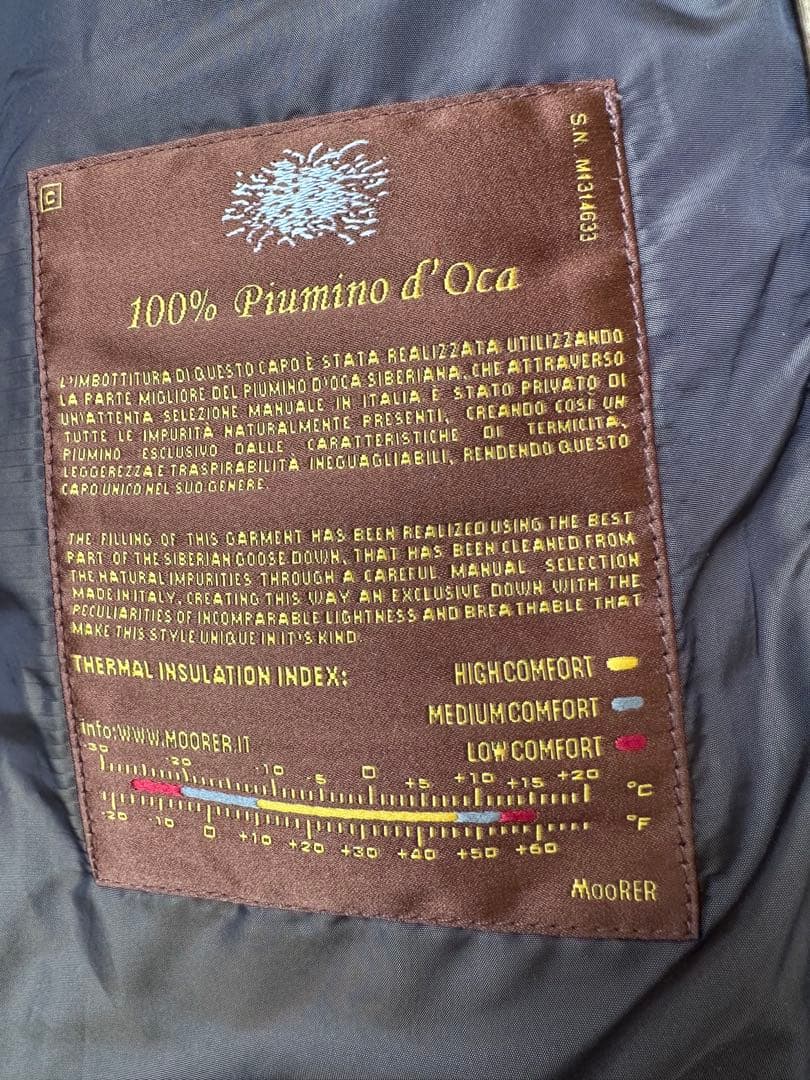 C
S.N. M1314633
100% Piumino d'Oca
L'IMBOTTITURA DI QUESTO CAPO È STATA REALIZZATA UTILIZZANDO
LA PARTE MIGLIORE DEL PIUMINO D'OCA SIBERIANA, CHE ATTRAVERSO
UN'ATTENTA SELEZIONE MANUALE IN ITALIA È STATO PRIVATO DI
TUTTE LE IMPURITÀ NATURALMENTE PRESENTI, CREANDO COSÌ UN
PIUMINO ESCLUSIVO DALLE CARATTERISTICHE DI TERMICITÀ,
LEGGEREZZA E TRASPIRABILITÀ INEGUAGLIABILI, RENDENDO QUESTO
CAPO UNICO NEL SUO GENERE.
THE FILLING OF THIS GARMENT HAS BEEN REALIZED USING THE BEST
PART OF THE SIBERIAN GOOSE DOWN, THAT HAS BEEN CLEANED FROM
THE NATURAL IMPURITIES THROUGH A CAREFUL MANUAL SELECTION
MADE IN ITALY, CREATING THIS WAY AN EXCLUSIVE DOWN WITH THE
PECULIARITIES OF INCOMPARABLE LIGHTNESS AND BREATHABLE THAT
MAKE THIS STYLE UNIQUE IN IT'S KIND.
THERMAL INSULATION INDEX: HIGH COMFORT
MEDIUM COMFORT
info: WWW.MOORER.IT LOW COMFORT
-30 -20 -10 -5 0 +5 +10 +15 +20 °C
-20 -10 0 +10 +20 +30 +40 +50 +60 °F
MOORER